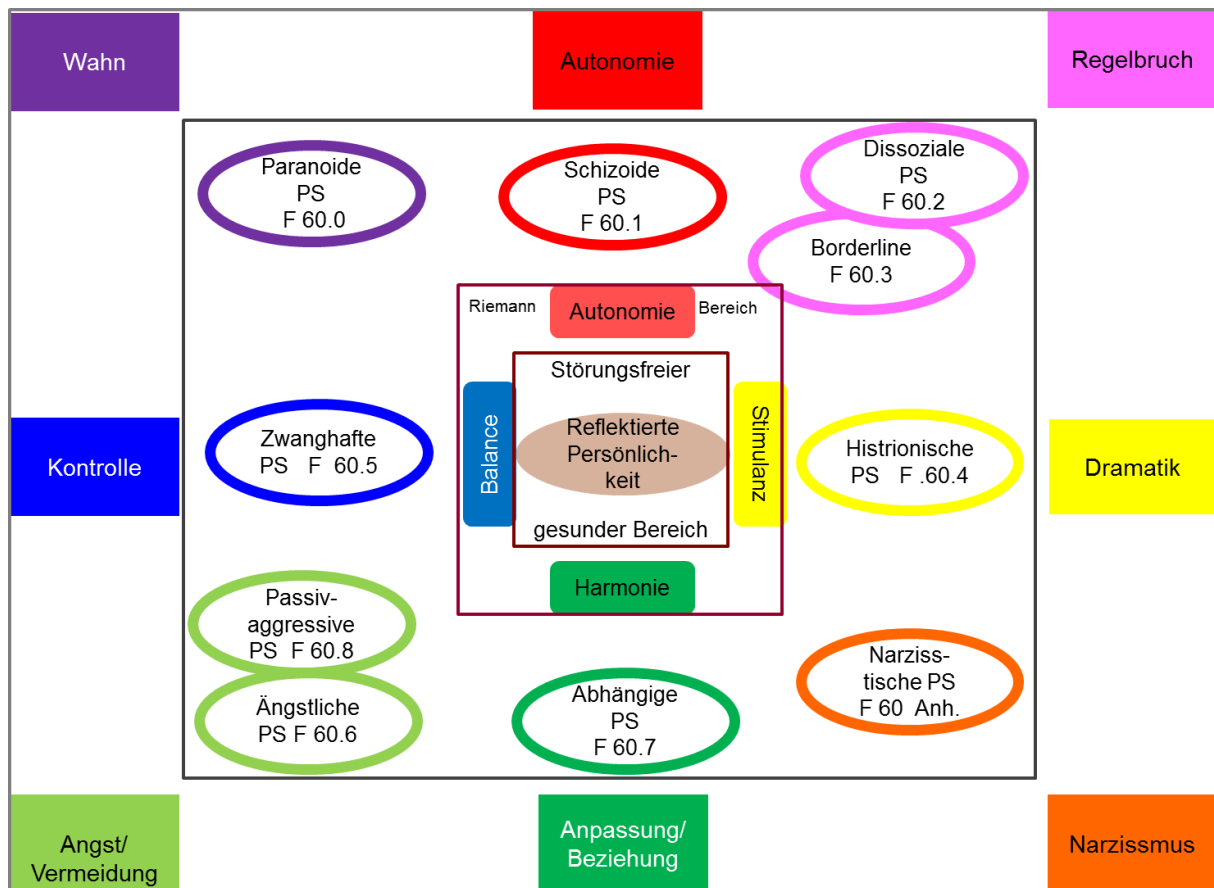 Wahn
Autonomie
Regelbruch
Paranoide
PS
F 60.0
Schizoide
PS
F 60.1
Dissoziale
PS
F 60.2
Borderline
F 60.3
Riemann
Autonomie
Bereich
Störungsfreier
Kontrolle
Zwanghafte
PS F 60.5
Balance
Reflektierte
Persönlich-
keit
Stimulanz
Histrionische
PS F .60.4
Dramatik
gesunder Bereich
Harmonie
Passiv-
aggressive
PS F 60.8
Ängstliche
PS F 60.6
Abhängige
PS
F 60.7
Narziss-
tische PS
F 60 Anh.
Angst/
Vermeidung
Anpassung/
Beziehung
Narzissmus